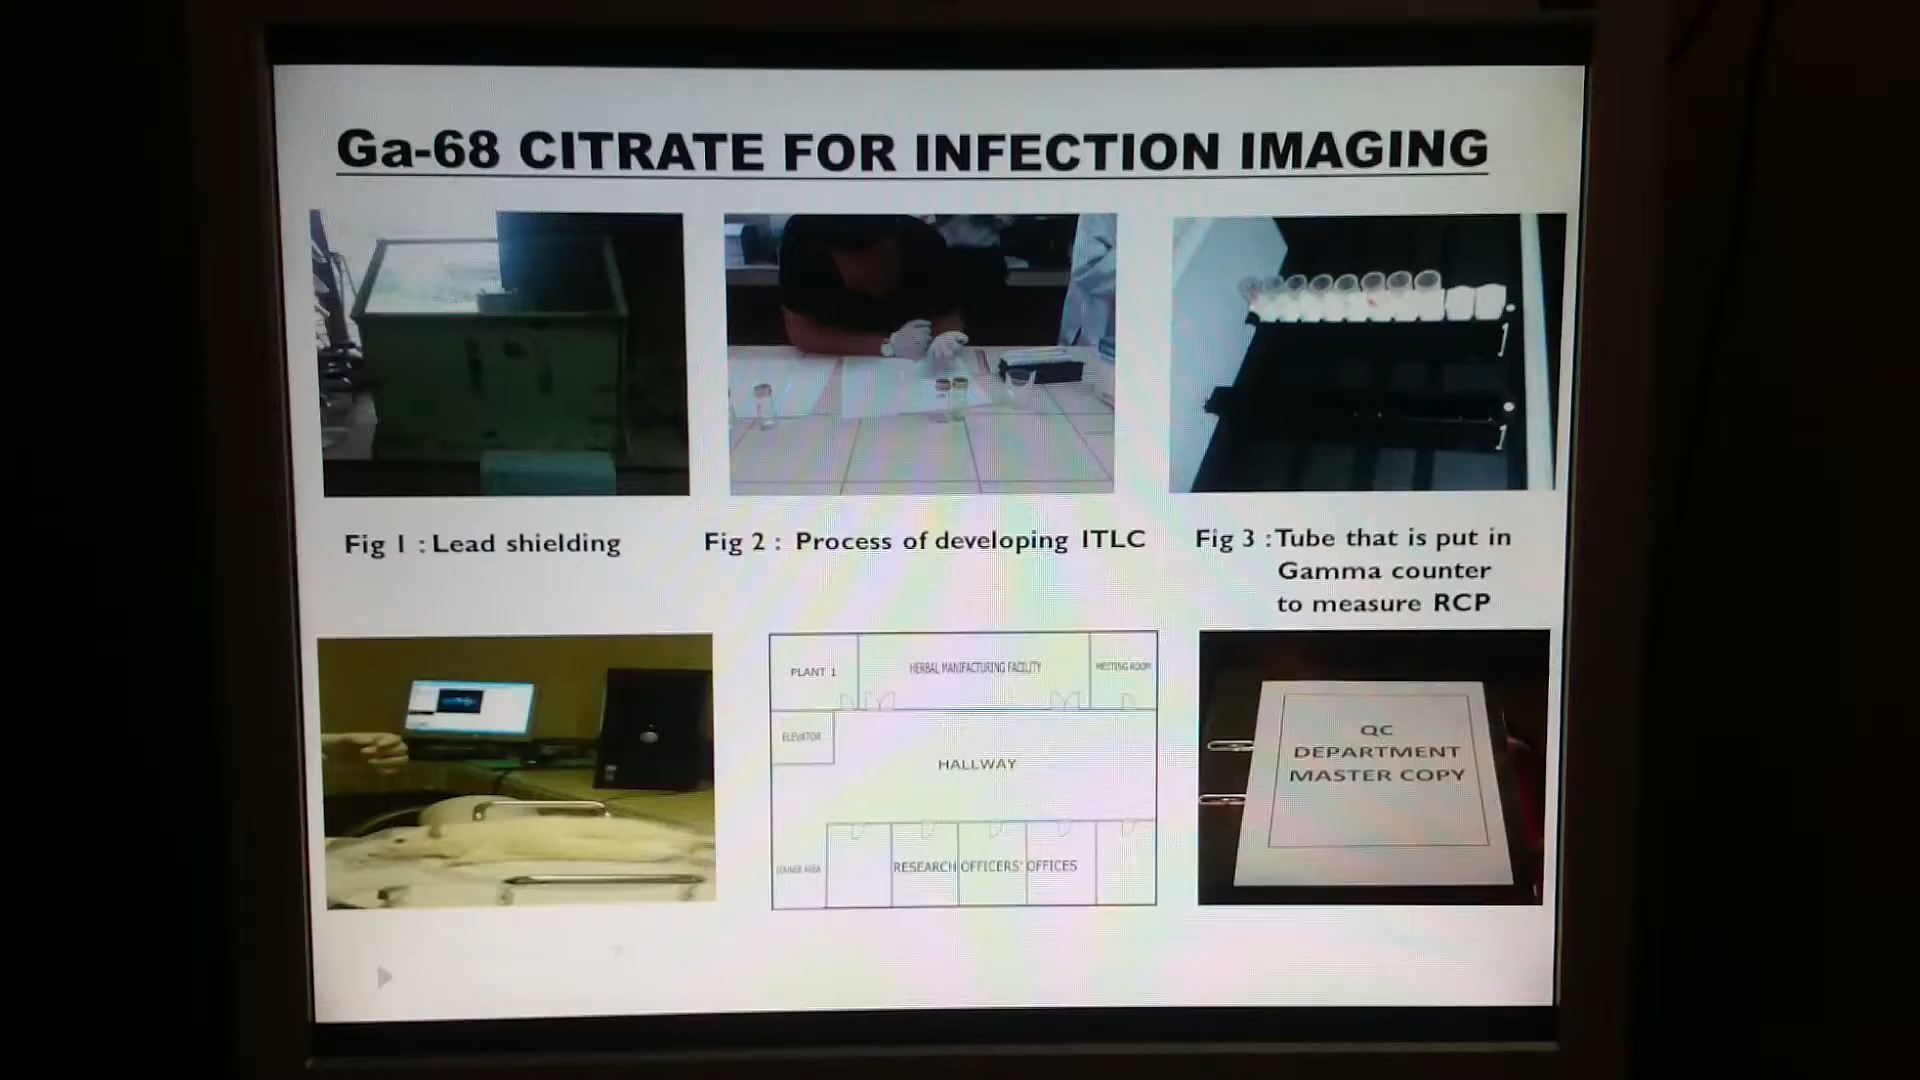 Ga-68 CITRATE FOR INFECTION IMAGING
Fig 1 : Lead shielding
Fig 2 : Process of developing ITLC
Fig 3 : Tube that is put in
Gamma counter
to measure RCP
PLANT 1
HERBAL MANIFACTURING FACILITY
MEETING ROOM
ELEVATOR
HALLWAY
LOUNGE AREA
RESEARCH OFFICERS' OFFICES
QC
DEPARTMENT
MASTER COPY